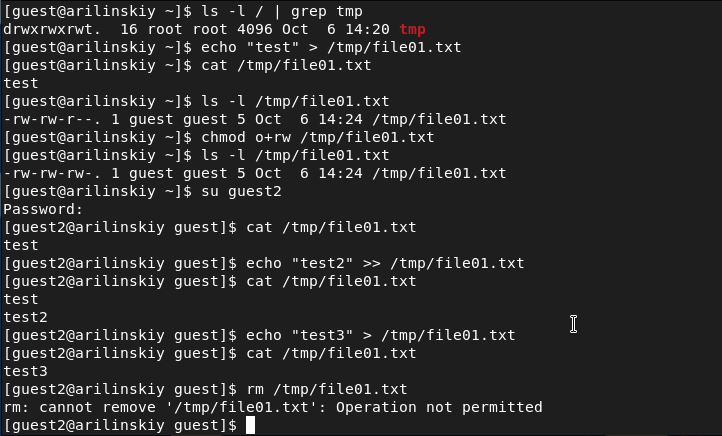 [guest@arilinskiy ~]$ ls -l / | grep tmp
drwxrwxrwt.  16 root root 4096 Oct  6 14:20 tmp
[guest@arilinskiy ~]$ echo "test" > /tmp/file01.txt
[guest@arilinskiy ~]$ cat /tmp/file01.txt
test
[guest@arilinskiy ~]$ ls -l /tmp/file01.txt
-rw-rw-r--. 1 guest guest 5 Oct  6 14:24 /tmp/file01.txt
[guest@arilinskiy ~]$ chmod o+rw /tmp/file01.txt
[guest@arilinskiy ~]$ ls -l /tmp/file01.txt
-rw-rw-rw-. 1 guest guest 5 Oct  6 14:24 /tmp/file01.txt
[guest@arilinskiy ~]$ su guest2
Password:
[guest2@arilinskiy guest]$ cat /tmp/file01.txt
test
[guest2@arilinskiy guest]$ echo "test2" >> /tmp/file01.txt
[guest2@arilinskiy guest]$ cat /tmp/file01.txt
test
test2
[guest2@arilinskiy guest]$ echo "test3" > /tmp/file01.txt
[guest2@arilinskiy guest]$ cat /tmp/file01.txt
test3
[guest2@arilinskiy guest]$ rm /tmp/file01.txt
rm: cannot remove '/tmp/file01.txt': Operation not permitted
[guest2@arilinskiy guest]$